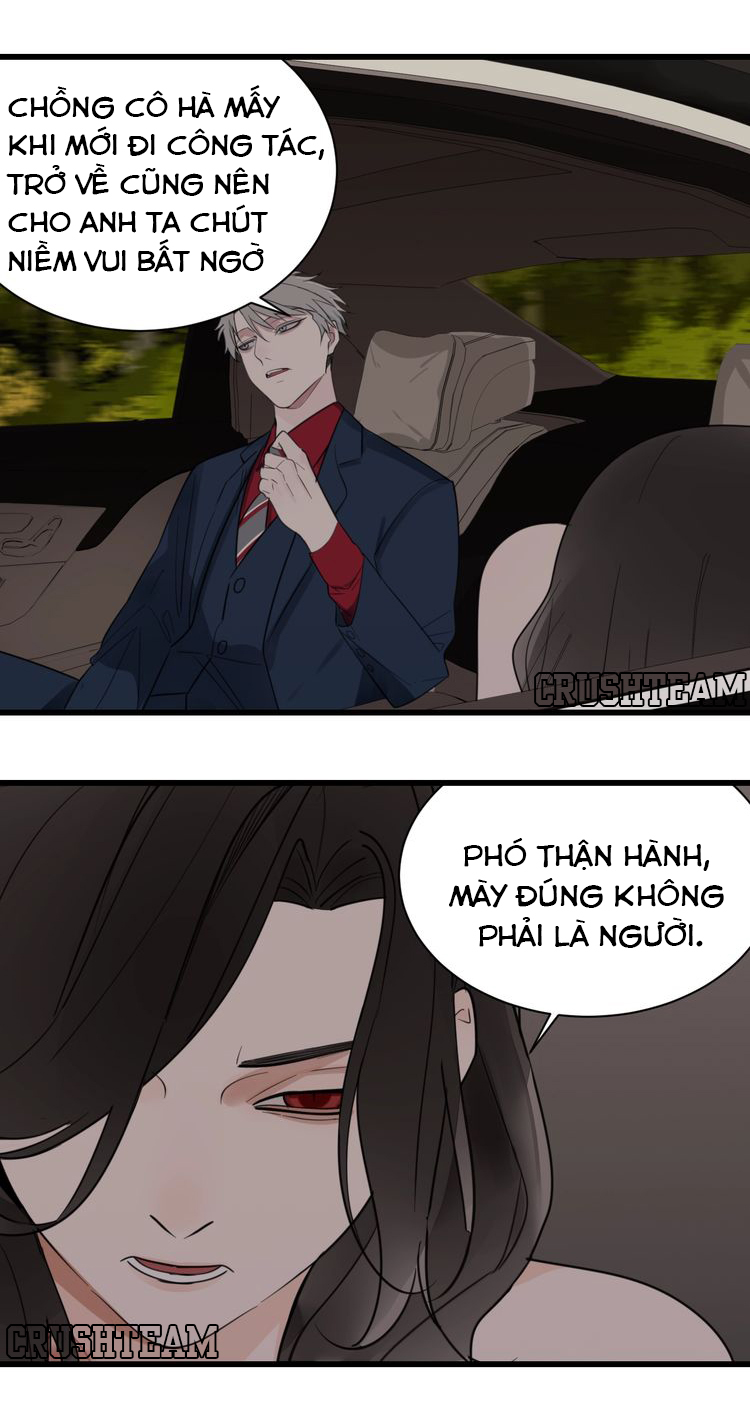 CHỒNG CÔ HÀ MẤY
KHI MỚI ĐI CÔNG TÁC,
TRỞ VỀ CŨNG NÊN
CHO ANH TA CHÚT
NIỀM VUI BẤT NGỜ
CRUSHTEAM
PHÓ THẬN HÀNH,
MÀY ĐÚNG KHÔNG
PHẢI LÀ NGƯỜI.
CRUSHTEAM